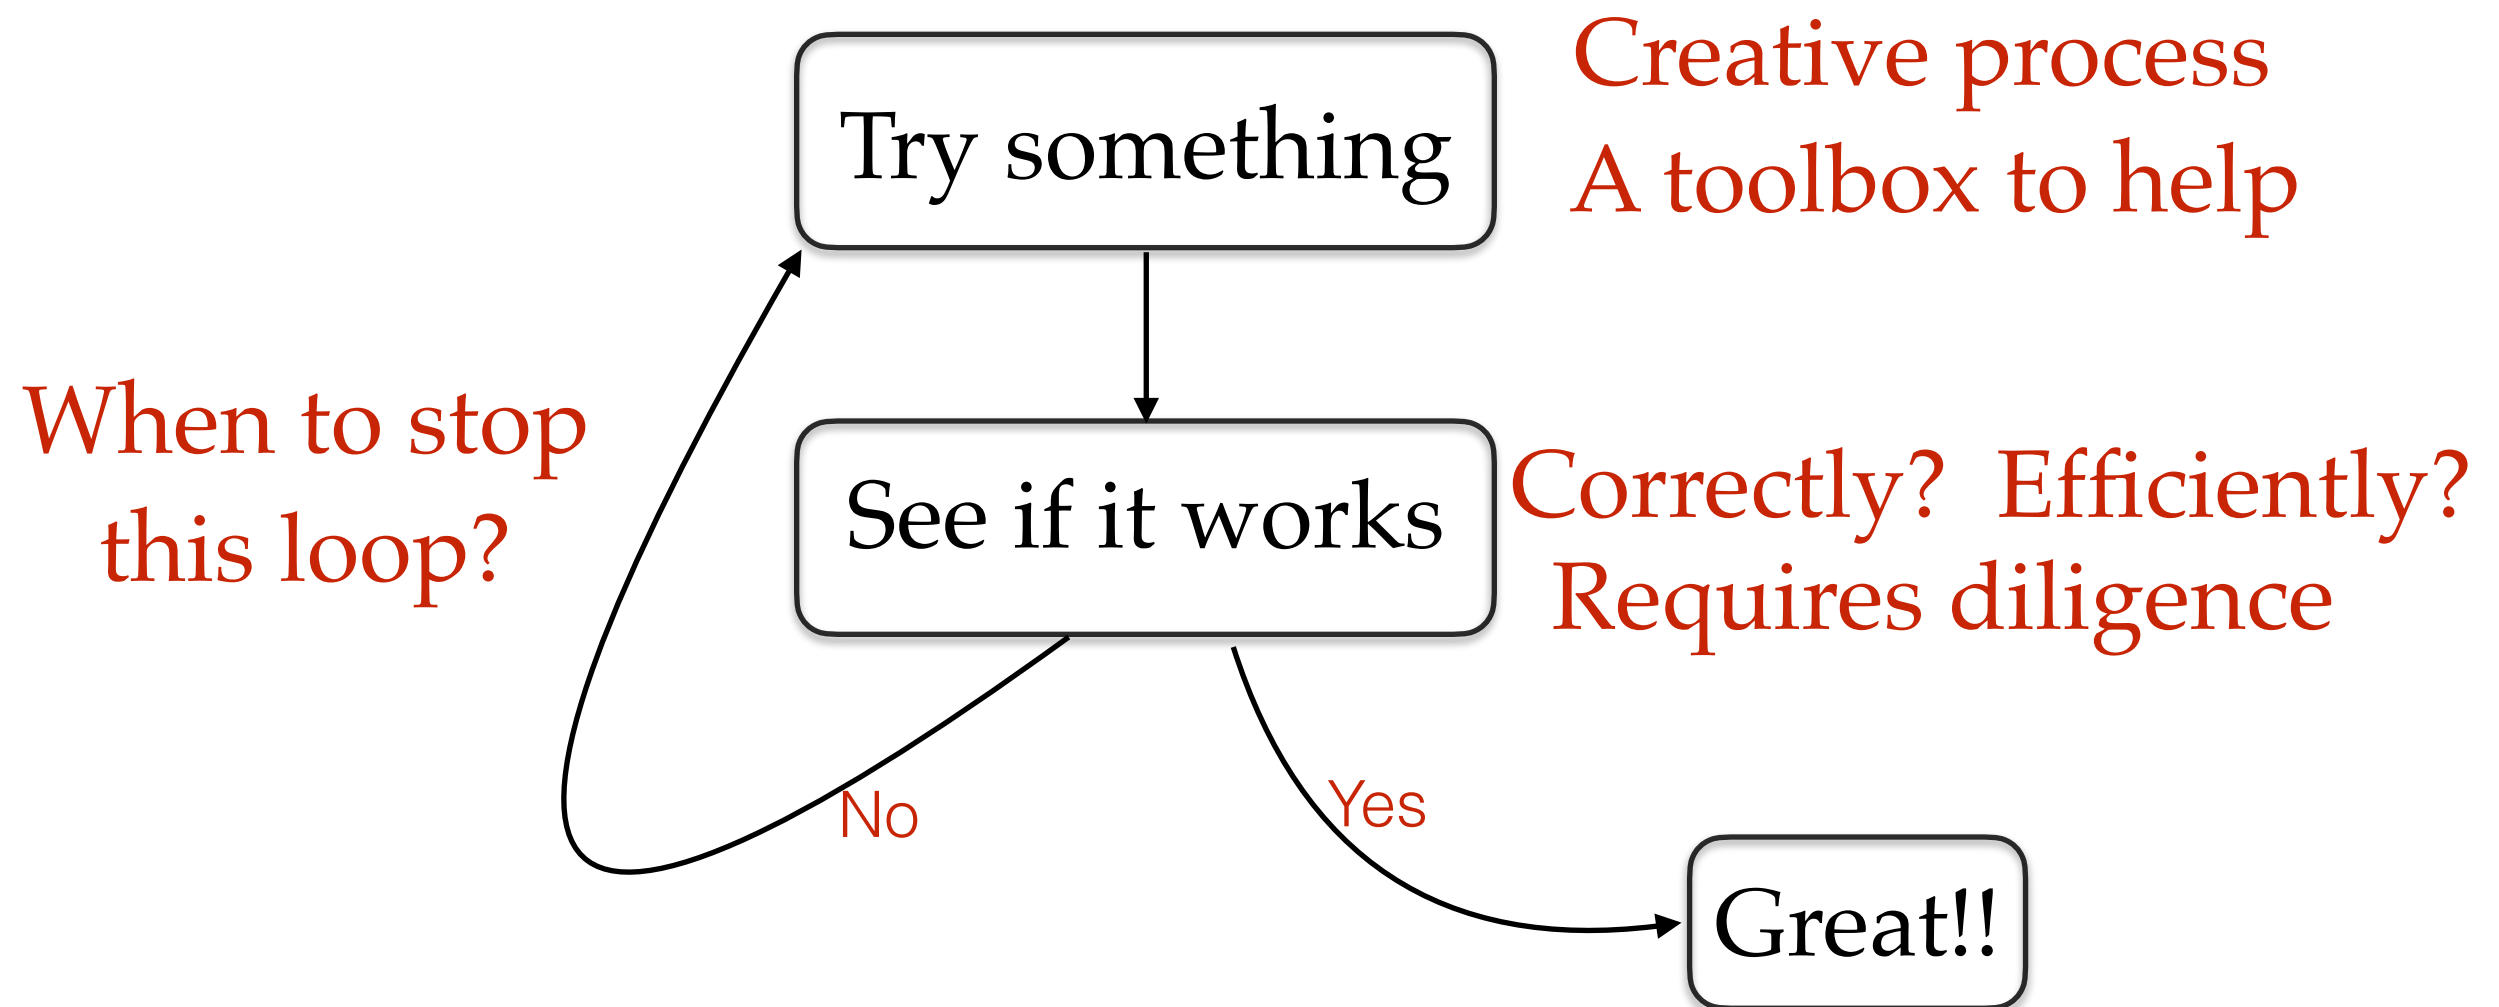 Creative process
Try something
A toolbox to help
When to stop
this loop?
See if it works
Correctly?  Efficiently?
Requires diligence
No
Yes
Great!!